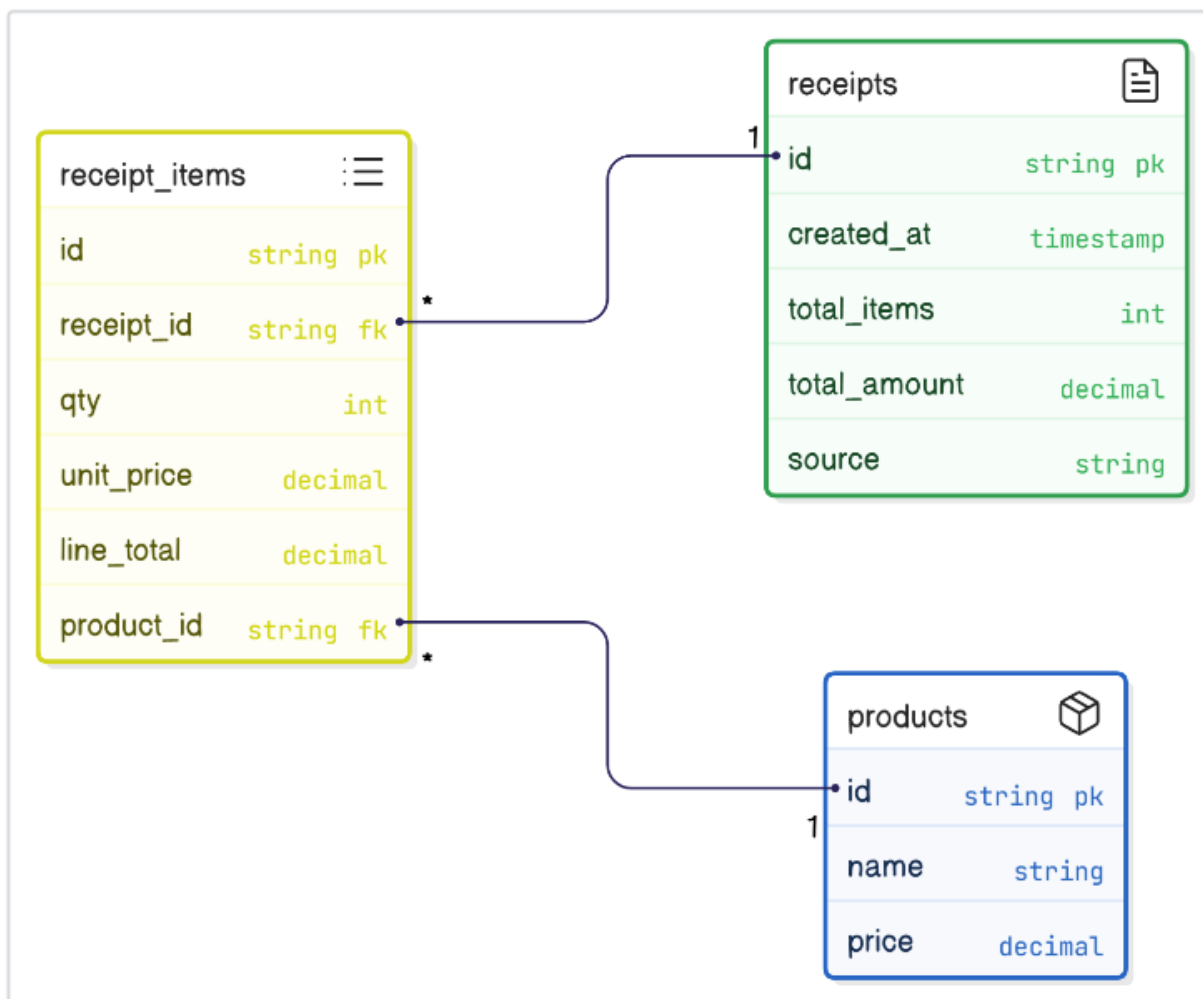 receipt_items
id string pk
receipt_id string fk
*
qty int
unit_price decimal
line_total decimal
product_id string fk
*
receipts
1
id string pk
created_at timestamp
total_items int
total_amount decimal
source string
products
id string pk
1
name string
price decimal